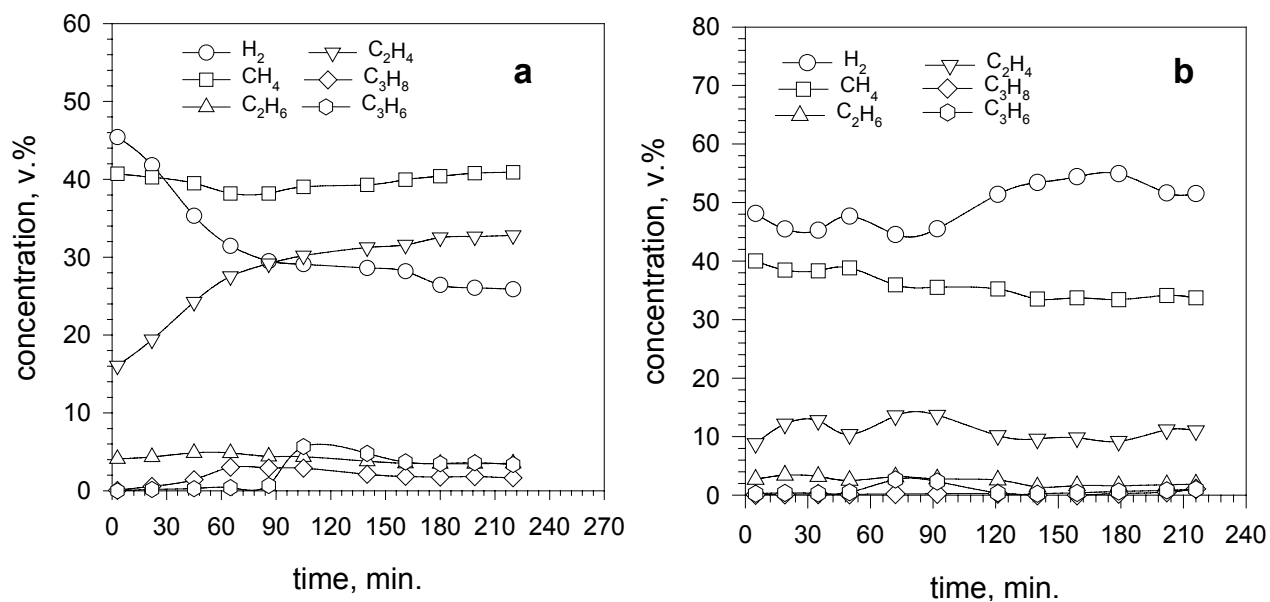 60
50
40
30
20
10
0
concentration, v.%
H₂
CH₄
C₂H₆
C₂H₄
C₃H₈
C₃H₆
a
0 30 60 90 120 150 180 210 240 270
time, min.
80
70
60
50
40
30
20
10
0
concentration, v.%
H₂
CH₄
C₂H₆
C₂H₄
C₃H₈
C₃H₆
b
0 30 60 90 120 150 180 210 240
time, min.